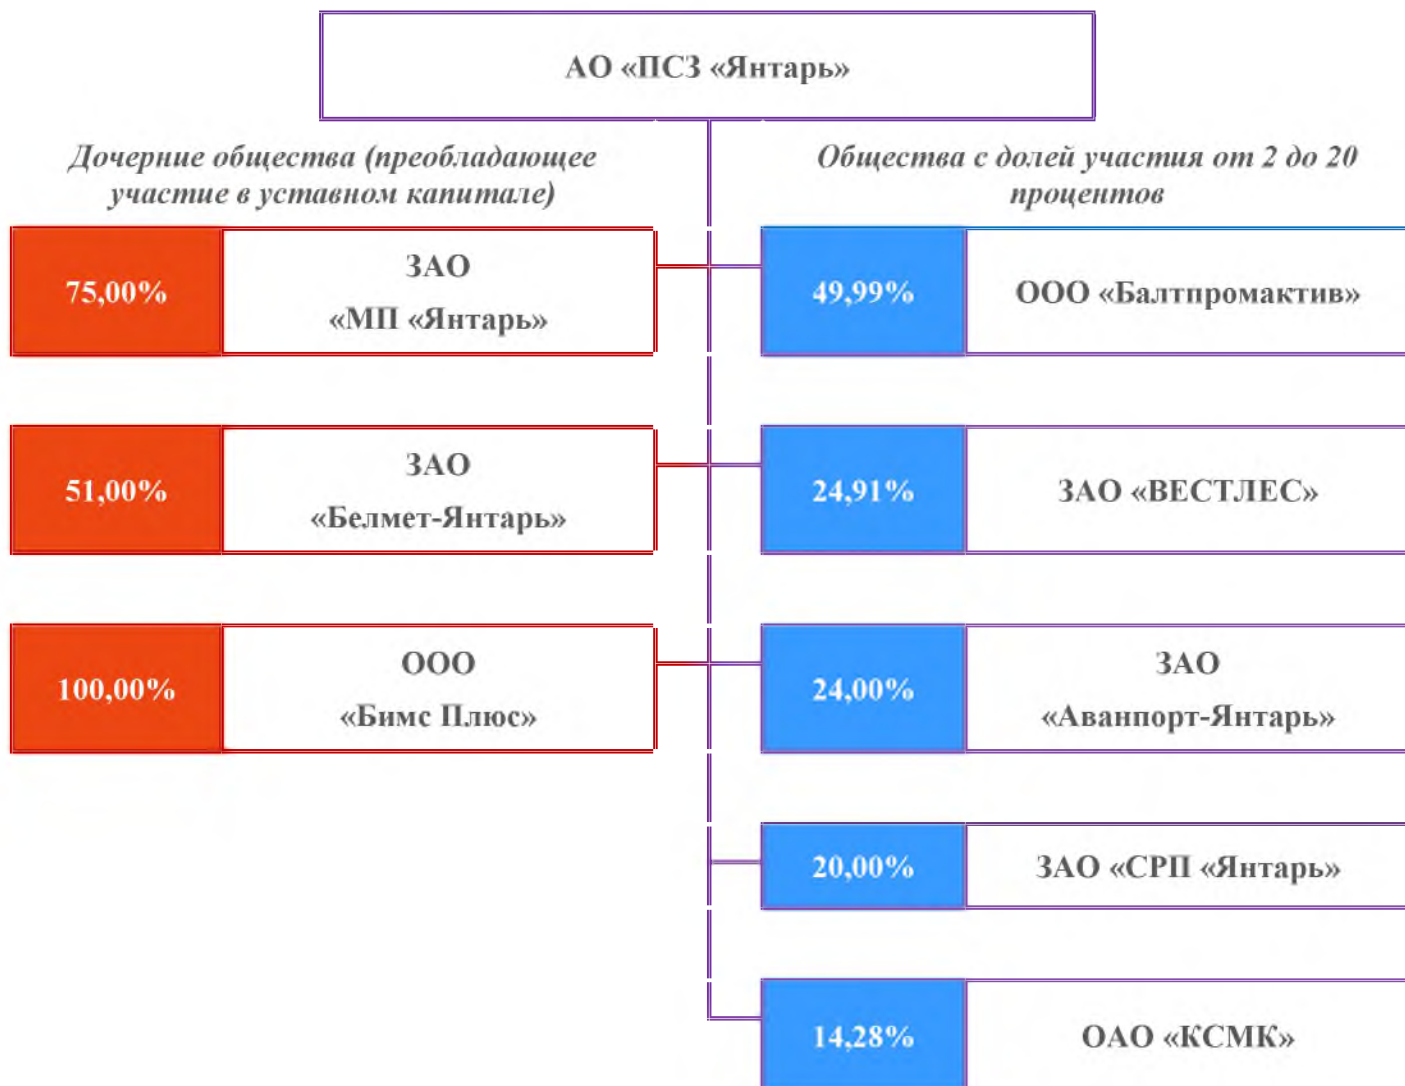 АО «ПСЗ «Янтарь»
Дочерние общества (преобладающее
участие в уставном капитале)
75,00%
ЗАО
«МП «Янтарь»
51,00%
ЗАО
«Белмет-Янтарь»
100,00%
ООО
«Бимс Плюс»
Общества с долей участия от 2 до 20
процентов
49,99%
ООО «Балтпромактив»
24,91%
ЗАО «ВЕСТЛЕС»
24,00%
ЗАО
«Аванпорт-Янтарь»
20,00%
ЗАО «СРП «Янтарь»
14,28%
ОАО «КСМК»